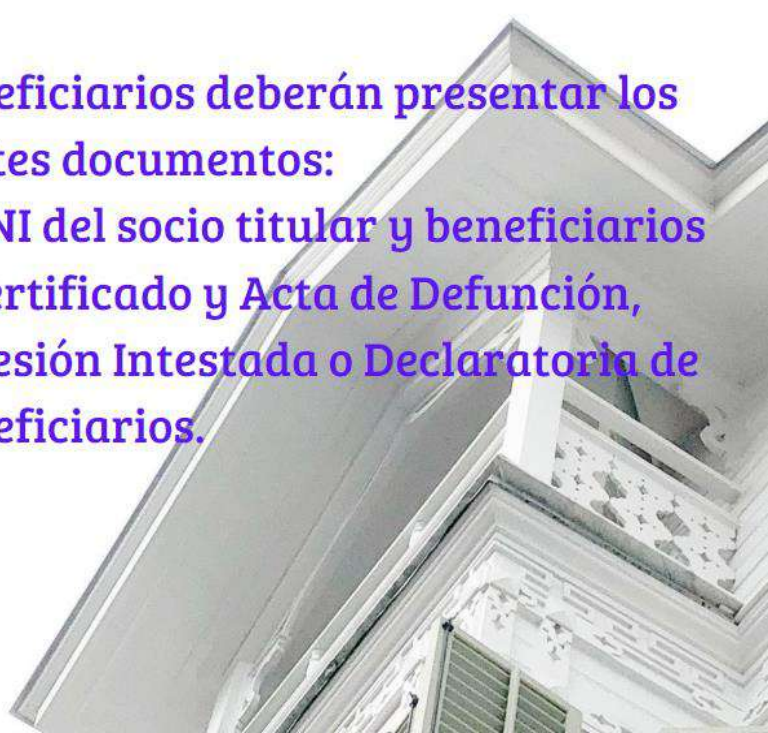 eficiarios deberán presentar los
tes documentos:
NI del socio titular y beneficiarios
ertificado y Acta de Defunción,
esión Intestada o Declaratoria de
eficiarios.